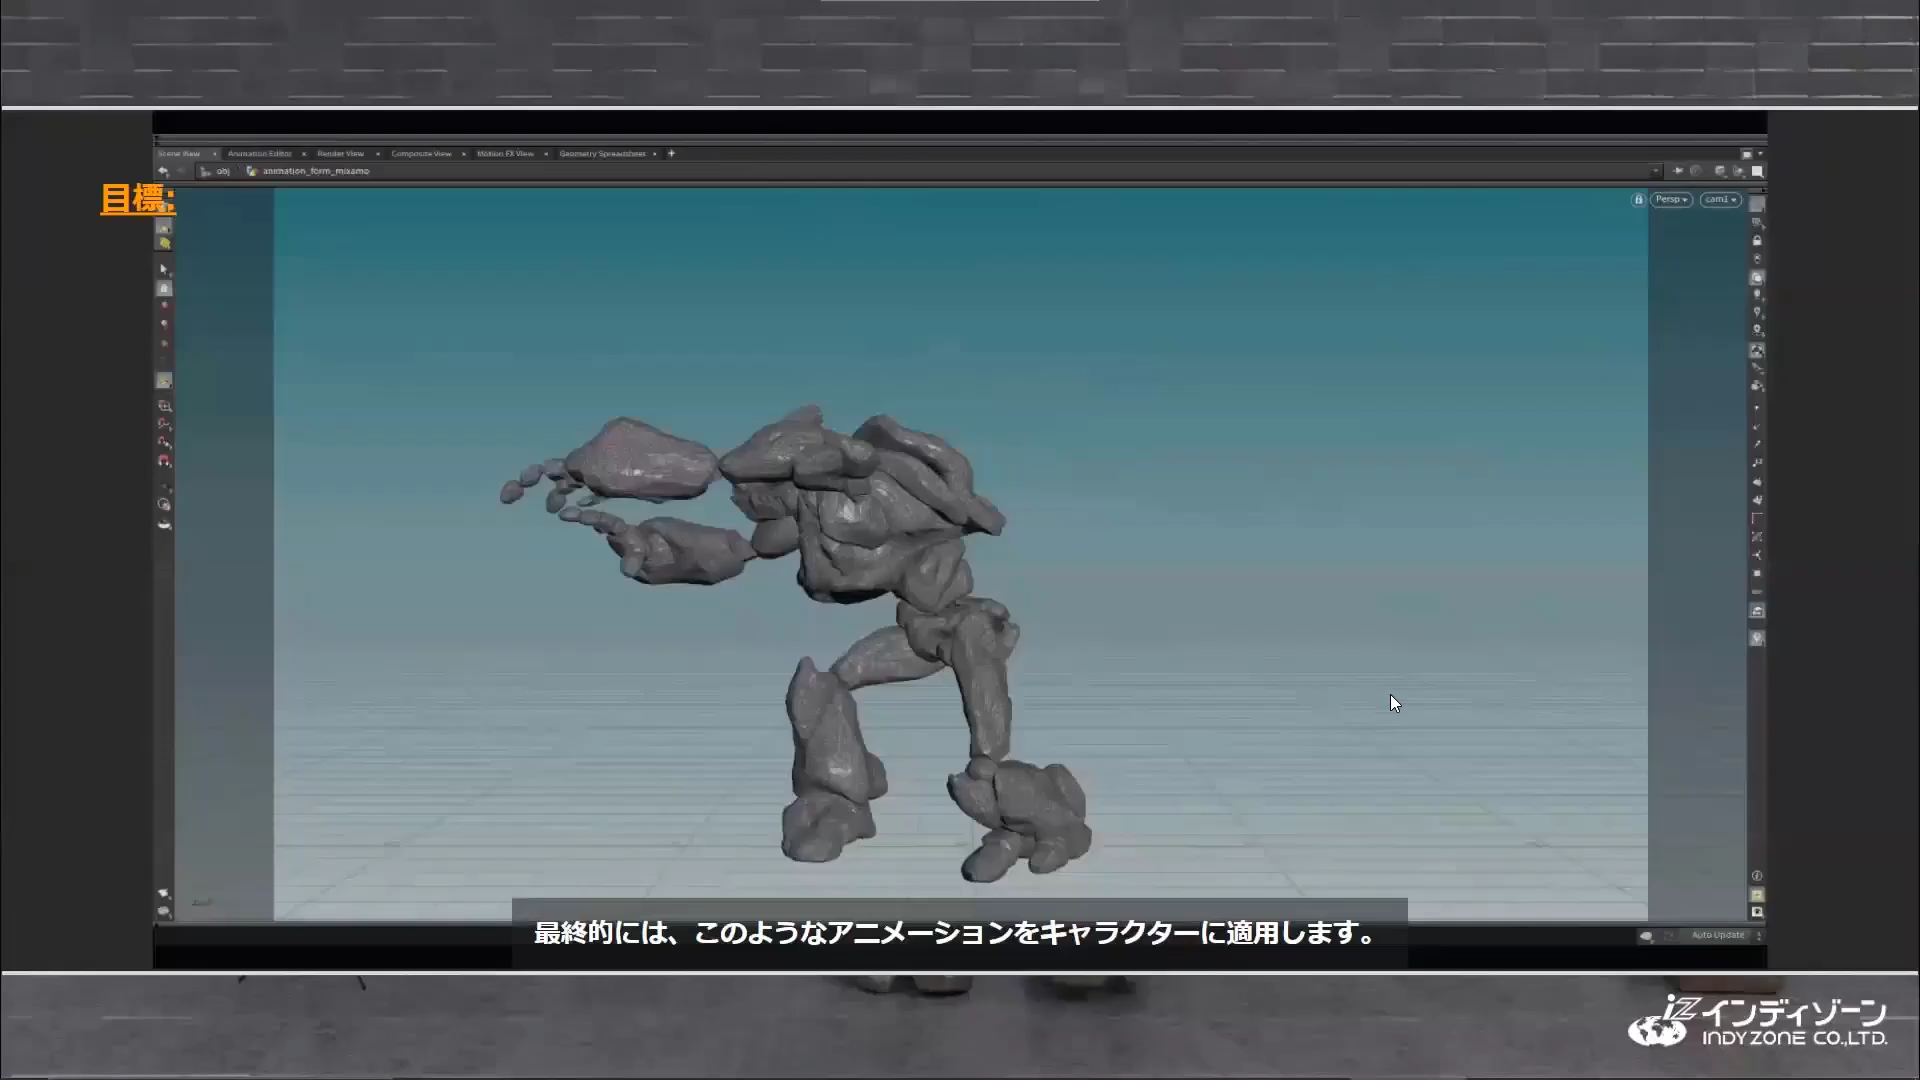 Scene View
Animation Editor
Render View
Composite View
Motion FX View
Geometry Spreadsheet
obj
animation_form_mixamo
目標:
Persp
cam1
最終的には、このようなアニメーションをキャラクターに適用します。
Auto Update
iZ インディゾーン
INDYZONE CO.,LTD.